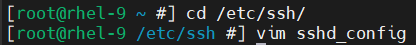 [root@rhel-9 ~ #] cd /etc/ssh/
[root@rhel-9 /etc/ssh #] vim sshd_config